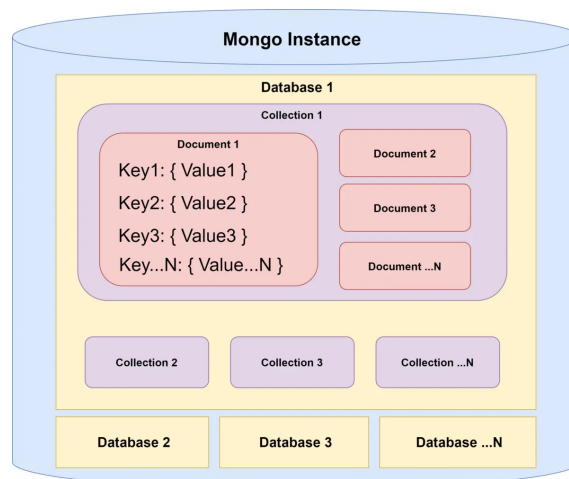 Mongo Instance
Database 1
Collection 1
Document 1
Key1: { Value1 }
Key2: { Value2 }
Key3: { Value3 }
Key...N: { Value...N }
Document 2
Document 3
Document ...N
Collection 2
Collection 3
Collection ...N
Database 2
Database 3
Database ...N